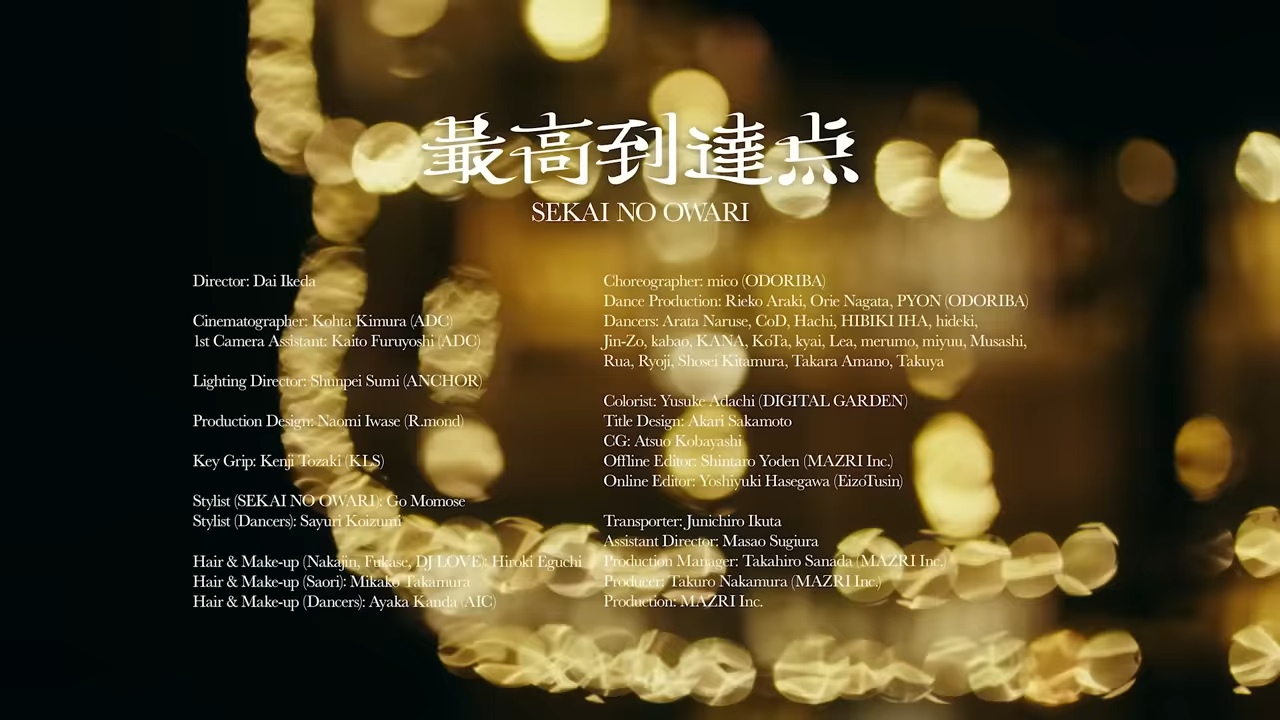 最高到達点
SEKAI NO OWARI
Director: Dai Ikeda
Cinematographer: Kohta Kimura (ADC)
1st Camera Assistant: Kaito Furuyoshi (ADC)
Lighting Director: Shunpei Sumi (ANCHOR)
Production Design: Naomi Iwase (R.mond)
Key Grip: Kenji Tozaki (KLS)
Stylist (SEKAI NO OWARI): Go Momose
Stylist (Dancers): Sayuri Koizumi
Hair & Make-up (Nakajin, Fukase, DJ LOVE): Hiroki Eguchi
Hair & Make-up (Saori): Mikako Takamura
Hair & Make-up (Dancers): Ayaka Kanda (AIC)
Choreographer: mico (ODORIBA)
Dance Production: Rieko Araki, Orie Nagata, PYON (ODORIBA)
Dancers: Arata Naruse, CoD, Hachi, HIBIKI IHA, hideki,
Jin-Zo, kabao, KANA, KoTa, kyai, Lea, merumo, miyuu, Musashi,
Rua, Ryoji, Shosei Kitamura, Takara Amano, Takuya
Colorist: Yusuke Adachi (DIGITAL GARDEN)
Title Design: Akari Sakamoto
CG: Atsuo Kobayashi
Offline Editor: Shintaro Yoden (MAZRI Inc.)
Online Editor: Yoshiyuki Hasegawa (EizoTusin)
Transporter: Junichiro Ikuta
Assistant Director: Masao Sugiura
Production Manager: Takahiro Sanada (MAZRI Inc.)
Producer: Takuro Nakamura (MAZRI Inc.)
Production: MAZRI Inc.